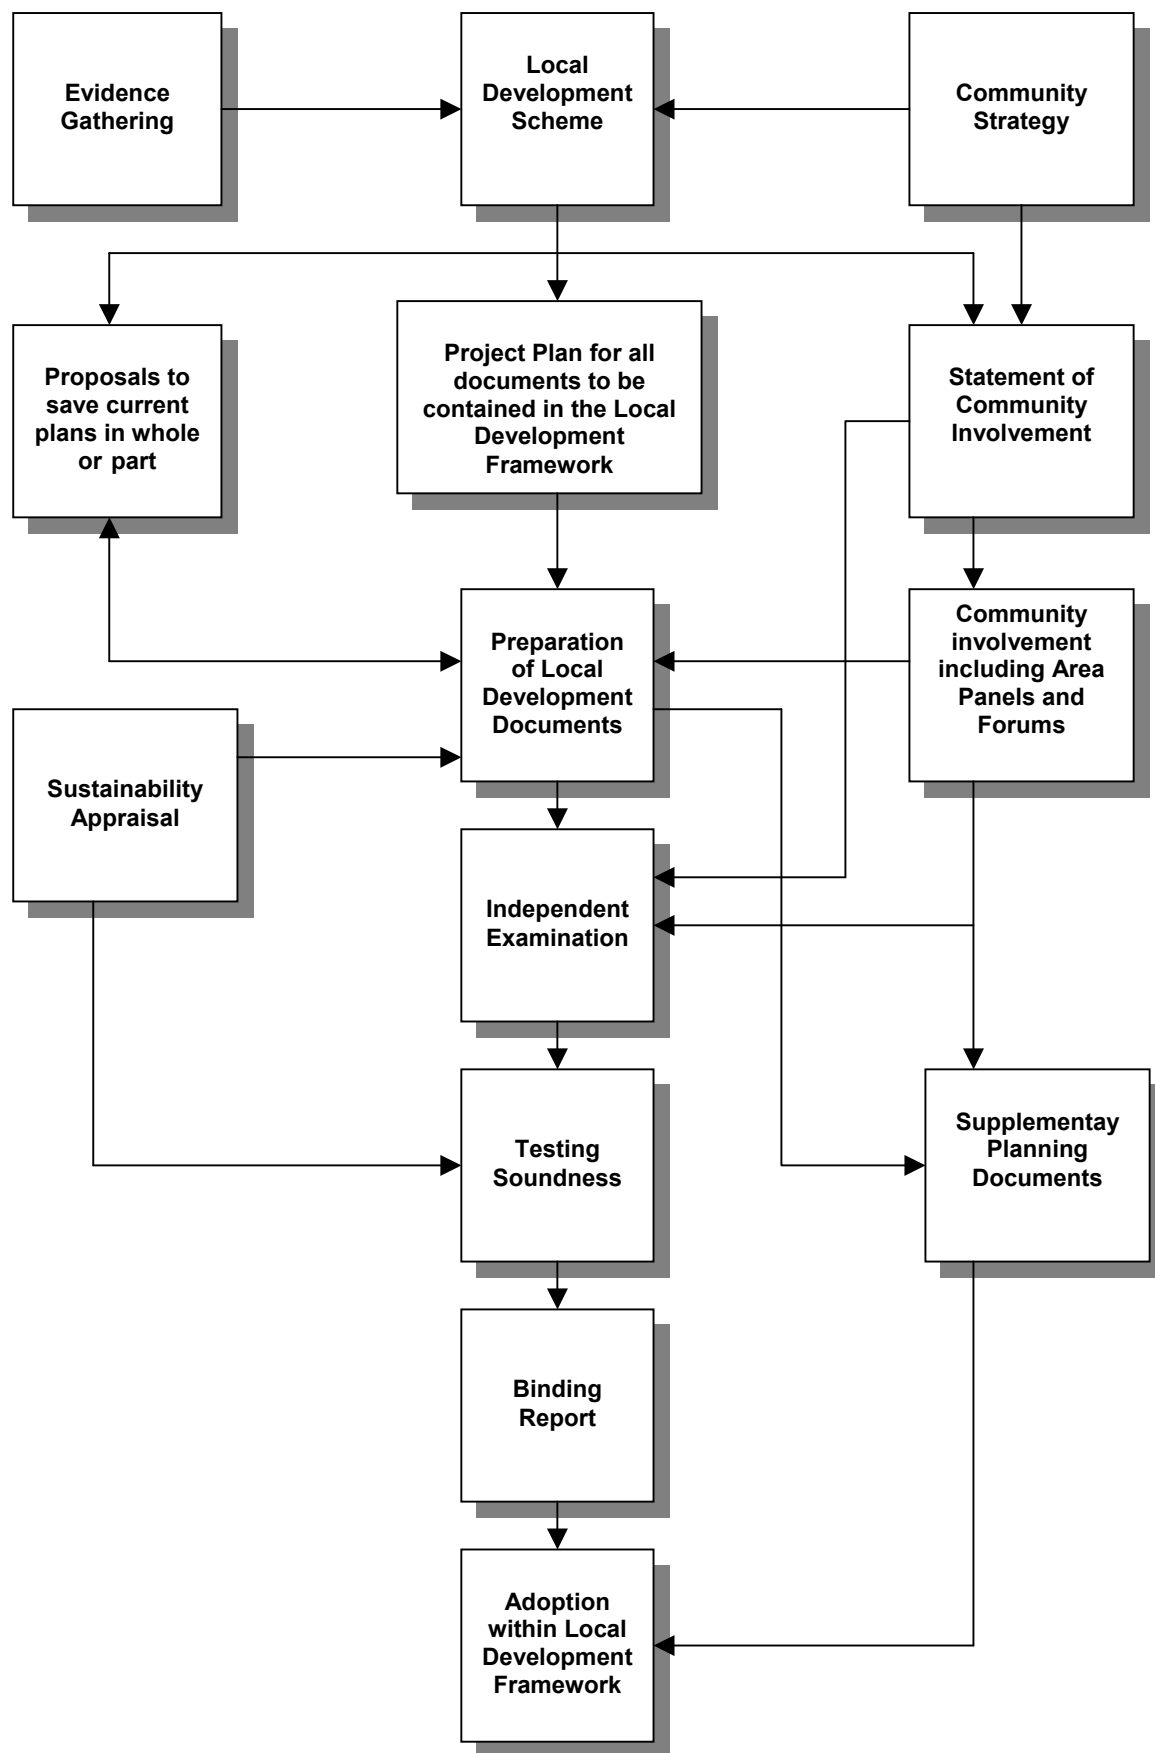 Evidence
Gathering
Local
Development
Scheme
Community
Strategy
Proposals to
save current
plans in whole
or part
Project Plan for all
documents to be
contained in the Local
Development
Framework
Statement of
Community
Involvement
Preparation
of Local
Development
Documents
Community
involvement
including Area
Panels and
Forums
Sustainability
Appraisal
Independent
Examination
Testing
Soundness
Supplementay
Planning
Documents
Binding
Report
Adoption
within Local
Development
Framework